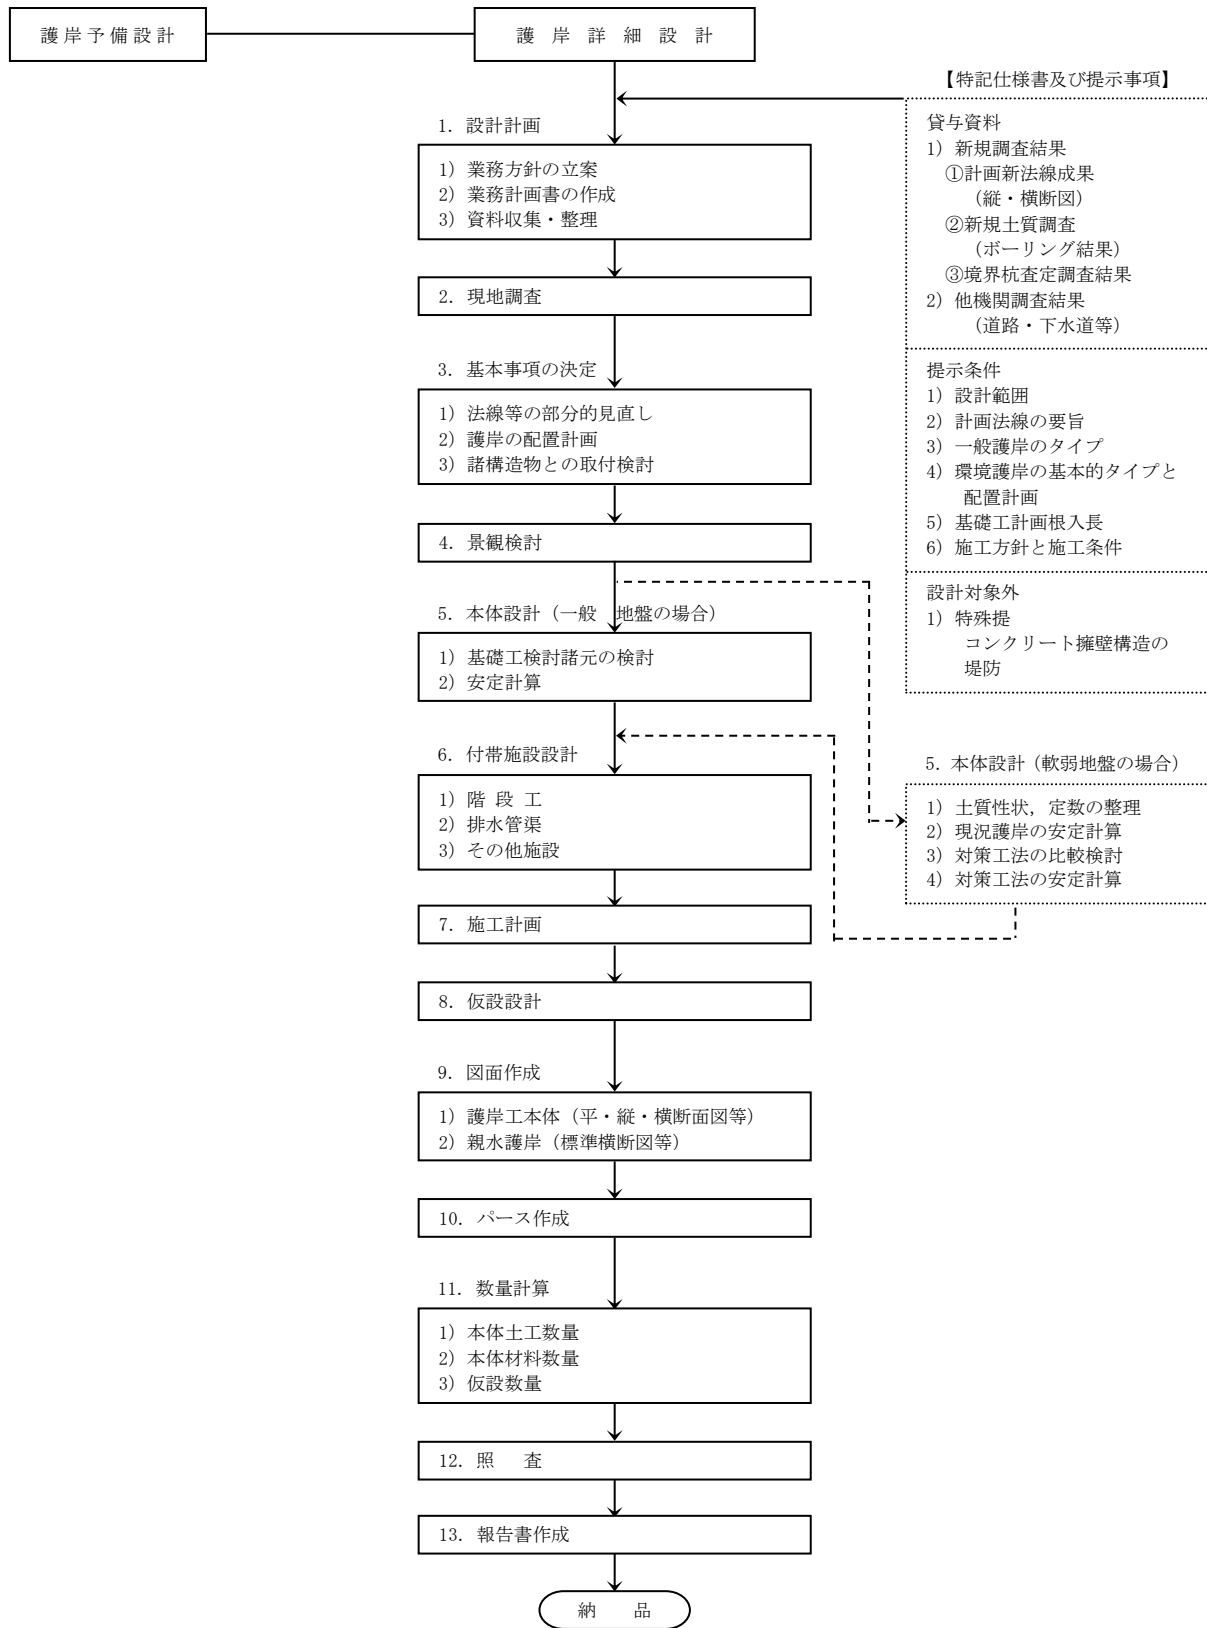 護岸予備設計
護 岸 詳 細 設 計
【特記仕様書及び提示事項】
貸与資料
1）新規調査結果
①計画新法線成果
（縦・横断図）
②新規土質調査
（ボーリング結果）
③境界杭査定調査結果
2）他機関調査結果
（道路・下水道等）
提示条件
1）設計範囲
2）計画法線の要旨
3）一般護岸のタイプ
4）環境護岸の基本的タイプと
配置計画
5）基礎工計画根入長
6）施工方針と施工条件
設計対象外
1）特殊提
コンクリート擁壁構造の
堤防
1．設計計画
1）業務方針の立案
2）業務計画書の作成
3）資料収集・整理
2．現地調査
3．基本事項の決定
1）法線等の部分的見直し
2）護岸の配置計画
3）諸構造物との取付検討
4．景観検討
5．本体設計（一般　地盤の場合）
1）基礎工検討諸元の検討
2）安定計算
5．本体設計（軟弱地盤の場合）
1）土質性状，定数の整理
2）現況護岸の安定計算
3）対策工法の比較検討
4）対策工法の安定計算
6．付帯施設設計
1）階 段 工
2）排水管渠
3）その他施設
7．施工計画
8．仮設設計
9．図面作成
1）護岸工本体（平・縦・横断面図等）
2）親水護岸（標準横断図等）
10．パース作成
11．数量計算
1）本体土工数量
2）本体材料数量
3）仮設数量
12．照　査
13．報告書作成
納　品